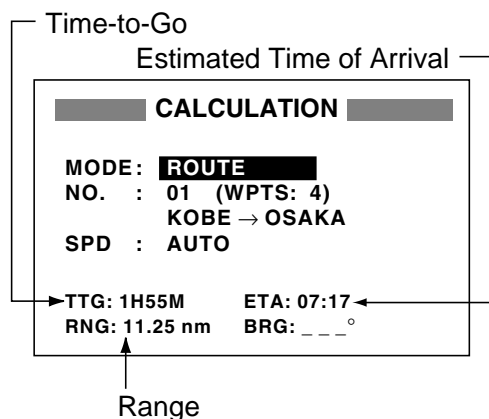 Time-to-Go
Estimated Time of Arrival
CALCULATION
MODE: ROUTE
NO. : 01 (WPTS: 4)
KOBE → OSAKA
SPD : AUTO
TTG: 1H55M ETA: 07:17
RNG: 11.25 nm BRG: _ _ _°
Range